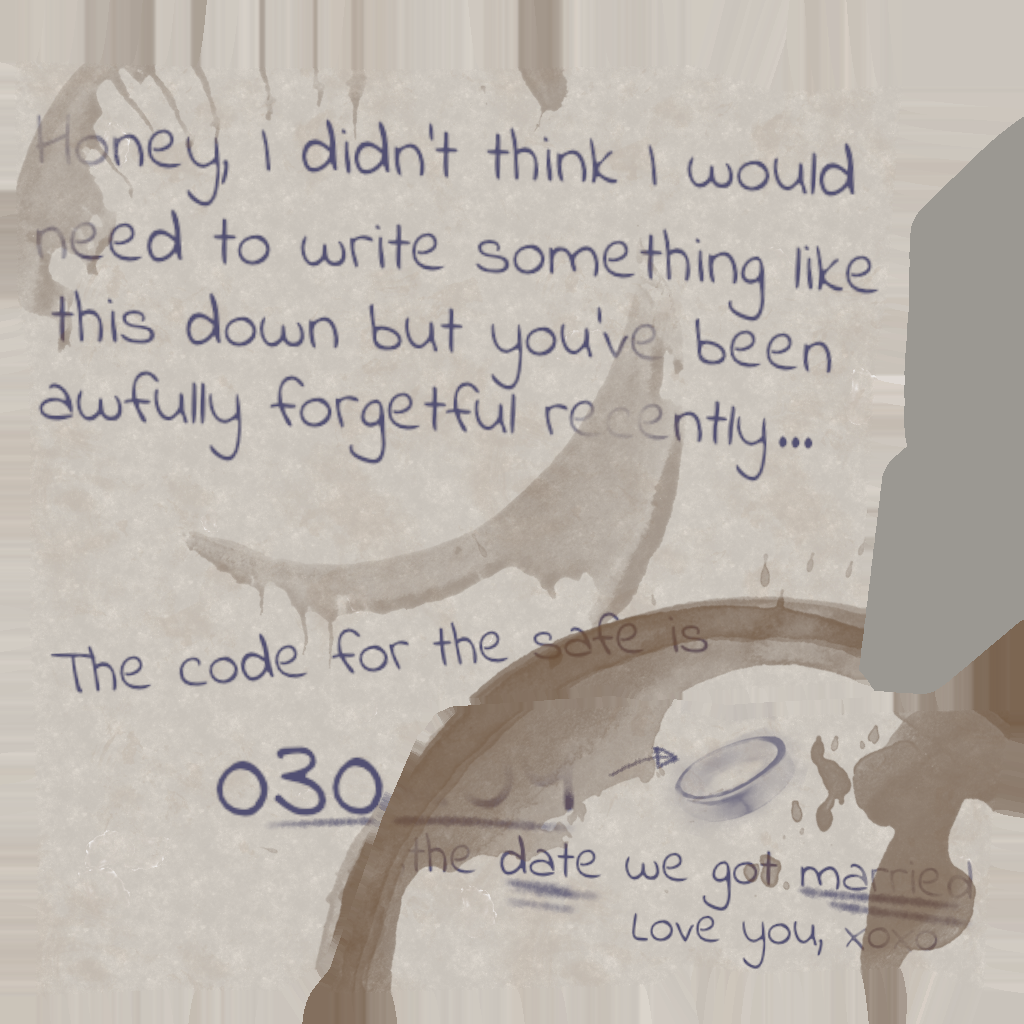 Honey, I didn't think I would
need to write something like
this down but you've been
awfully forgetful recently...
The code for the safe is
030
the date we got married
Love you, xoxo